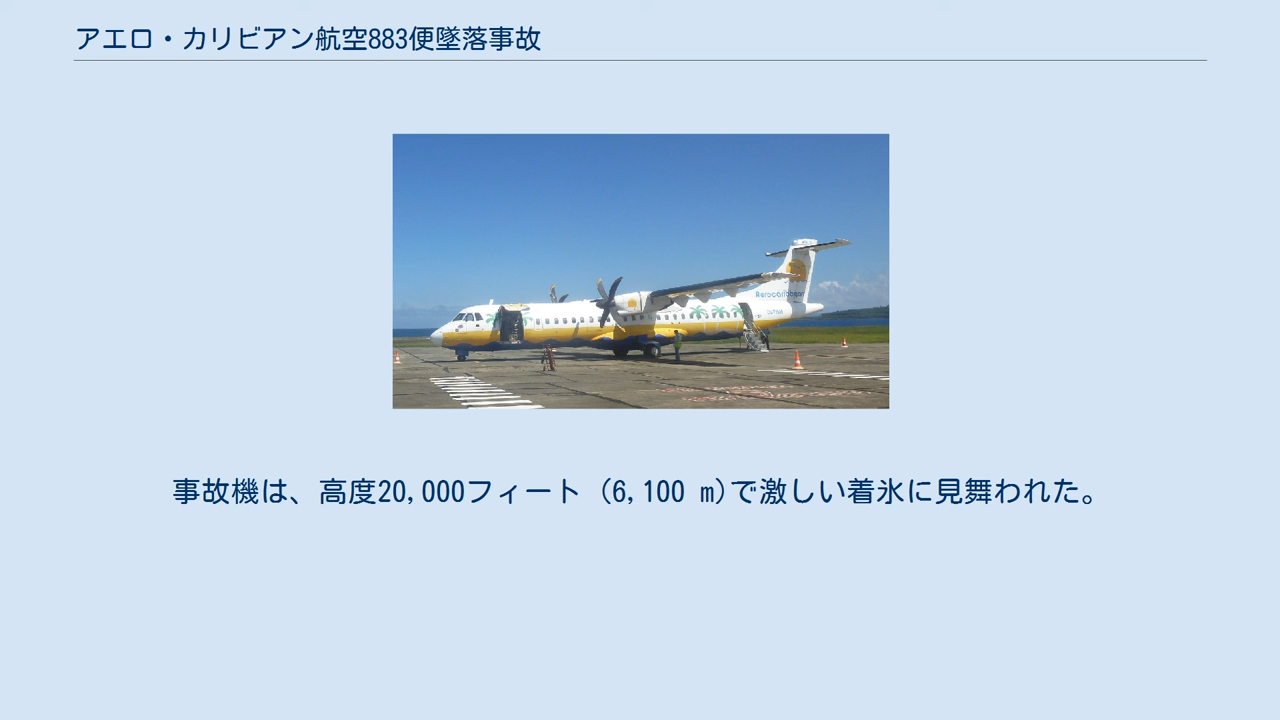 アエロ・カリビアン航空883便墜落事故
Aerocaribbean
事故機は、高度20,000フィート (6,100 m)で激しい着氷に見舞われた。